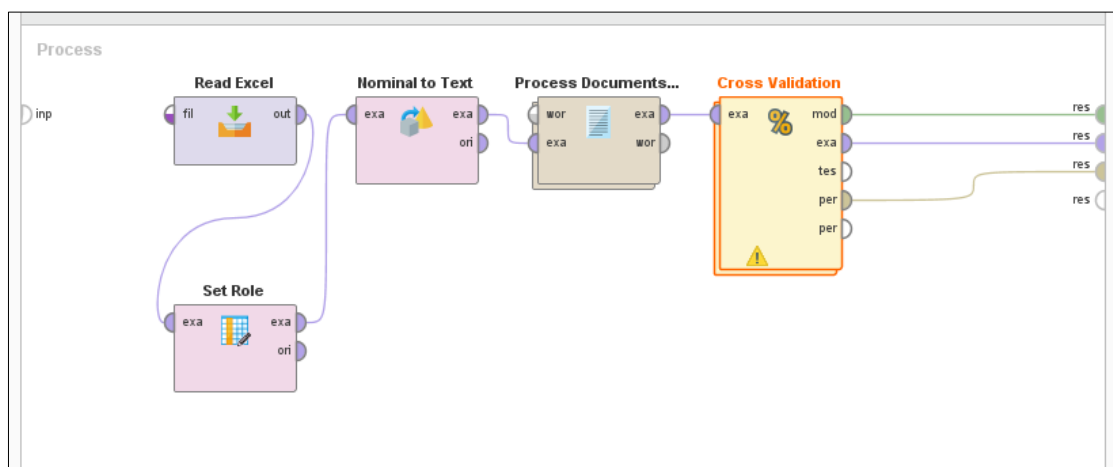 Process
Read Excel
Nominal to Text
Process Documents...
Cross Validation
inp
fil
out
exa
exa
ori
wor
exa
exa
wor
exa
%
mod
exa
tes
per
per
res
res
res
res
Set Role
exa
exa
ori